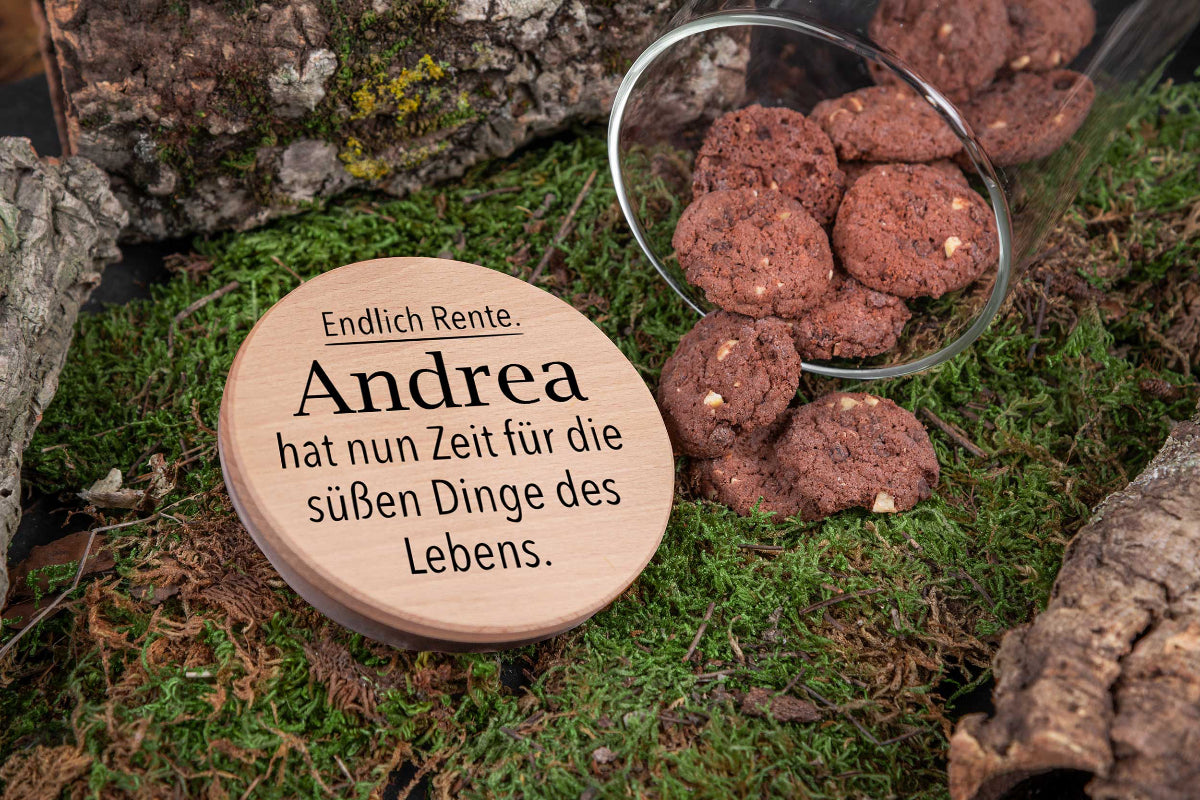 Endlich Rente.
Andrea
hat nun Zeit für die
süßen Dinge des
Lebens.